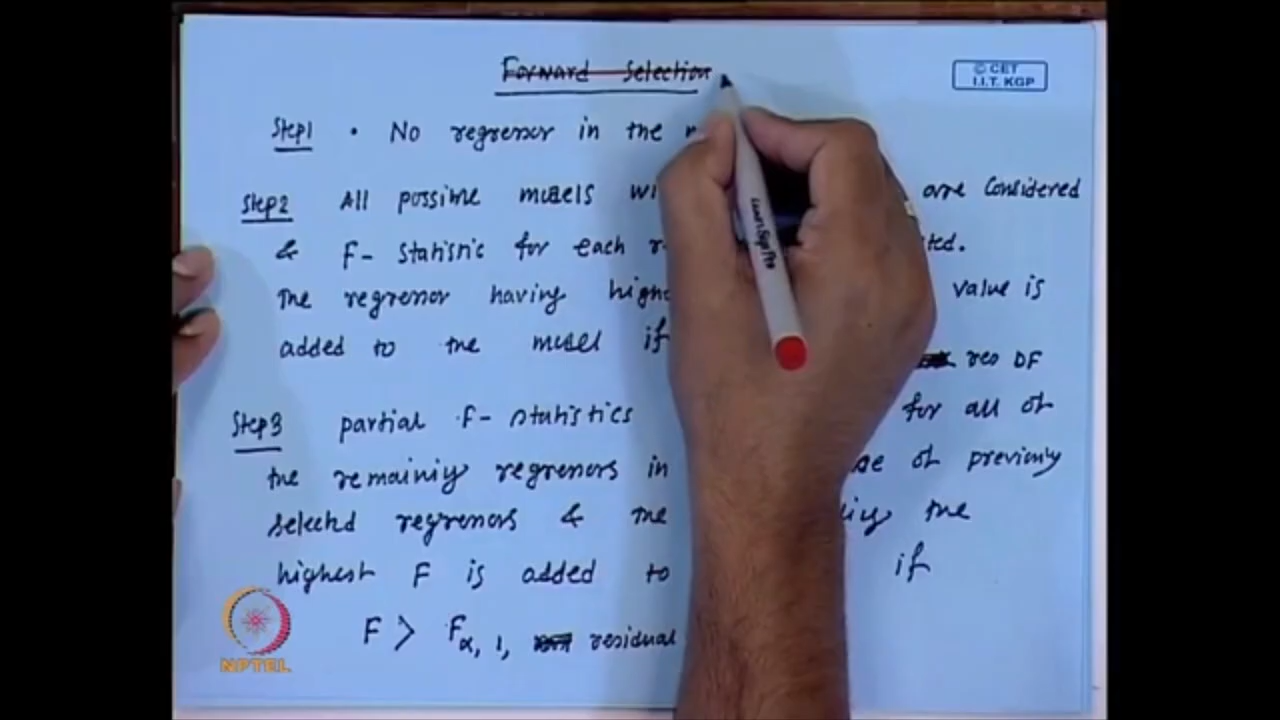 Forward Selection
© CET
I.I.T. KGP
Step1 • No regressor in the
Step2 All possible models are Considered
& F- Statistic for each
The regressor having value is
added to the model if
res DF
Step3 partial F- statistics for all of
the remaining regressors in of previously
selected regressors & the the
highest F is added to if
F > Fα, 1, residual
NPTEL